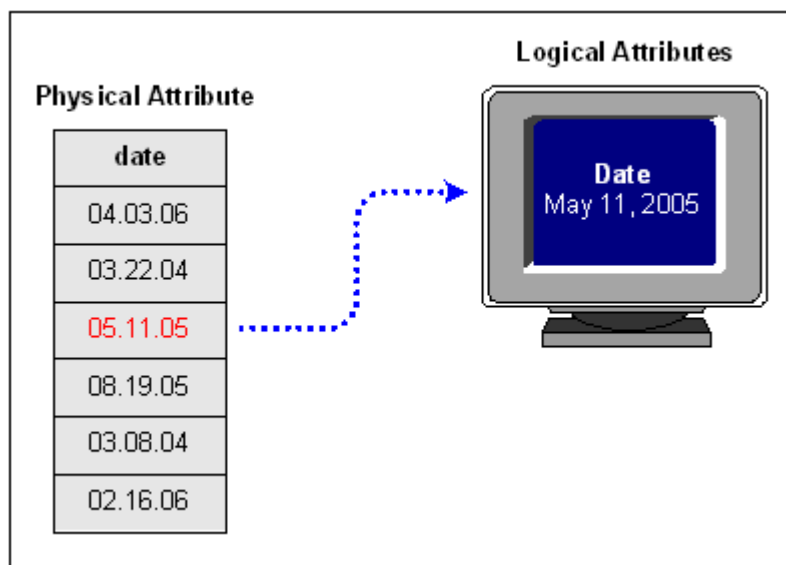 Physical Attribute
date
04.03.06
03.22.04
05.11.05
08.19.05
03.08.04
02.16.06
Logical Attributes
Date
May 11, 2005